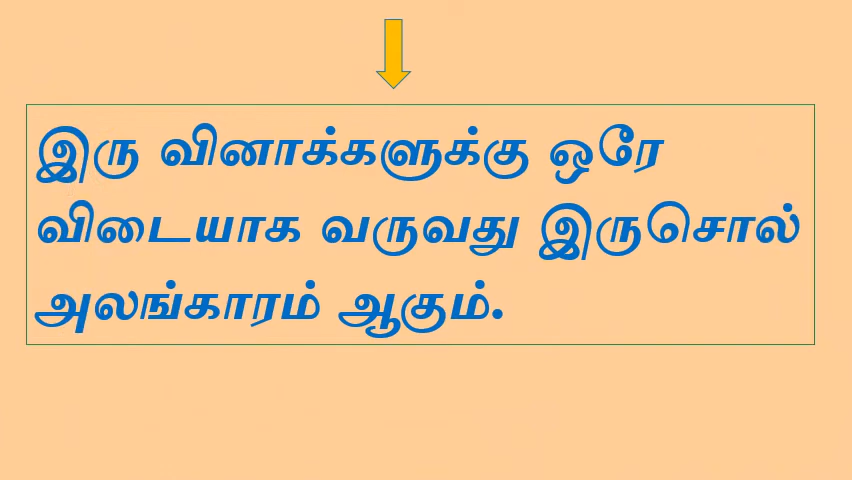 இரு வினாக்களுக்கு ஒரே
விடையாக வருவது இருசொல்
அலங்காரம் ஆகும்.